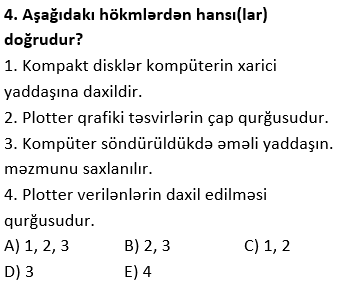 4. Aşağıdakı hökmlərdən hansı(lar)
doğrudur?
1. Kompakt disklər kompüterin xarici
yaddaşına daxildir.
2. Plotter qrafiki təsvirlərin çap qurğusudur.
3. Kompüter söndürüldükdə əməli yaddaşın.
məzmunu saxlanılır.
4. Plotter verilənlərin daxil edilməsi
qurğusudur.
A) 1, 2, 3 B) 2, 3 C) 1, 2
D) 3 E) 4